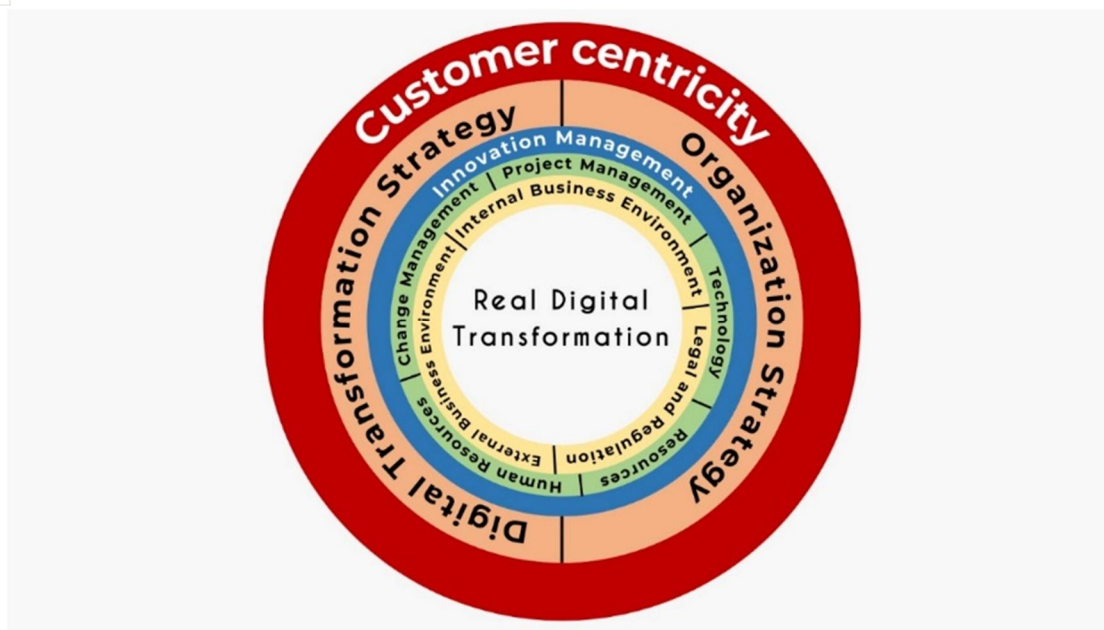 Customer centricity
Digital Transformation Strategy
Organization Strategy
Innovation Management
Change Management
Project Management
Technology
Resources
Human Resources
Internal Business Environment
Legal and Regulation
External Business Environment
Real Digital
Transformation